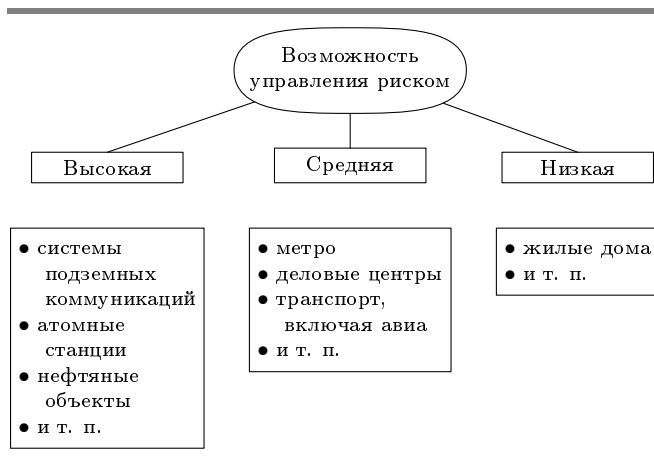 Возможность
управления риском
Высокая
Средняя
Низкая
• системы
подземных
коммуникаций
• атомные
станции
• нефтяные
объекты
• и т. п.
• метро
• деловые центры
• транспорт,
включая авиа
• и т. п.
• жилые дома
• и т. п.